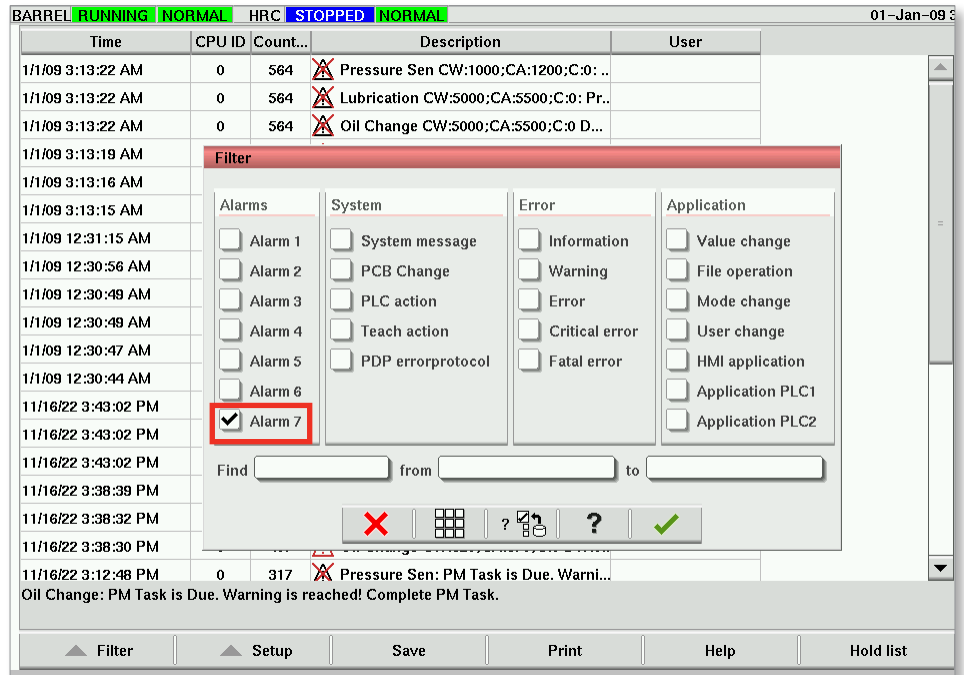 BARREL RUNNING NORMAL HRC STOPPED NORMAL 01-Jan-09
Time CPU ID Count... Description User
1/1/09 3:13:22 AM 0 564 Pressure Sen CW:1000;CA:1200;C:0: ..
1/1/09 3:13:22 AM 0 564 Lubrication CW:5000;CA:5500;C:0: Pr..
1/1/09 3:13:22 AM 0 564 Oil Change CW:5000;CA:5500;C:0 D...
1/1/09 3:13:19 AM
1/1/09 3:13:16 AM
1/1/09 3:13:15 AM
1/1/09 12:31:15 AM
1/1/09 12:30:56 AM
1/1/09 12:30:49 AM
1/1/09 12:30:49 AM
1/1/09 12:30:47 AM
1/1/09 12:30:44 AM
11/16/22 3:43:02 PM
11/16/22 3:43:02 PM
11/16/22 3:43:02 PM
11/16/22 3:38:39 PM
11/16/22 3:38:32 PM
11/16/22 3:38:30 PM
11/16/22 3:12:48 PM 0 317 Pressure Sen: PM Task is Due. Warni...
Filter
Alarms
Alarm 1
Alarm 2
Alarm 3
Alarm 4
Alarm 5
Alarm 6
Alarm 7
System
System message
PCB Change
PLC action
Teach action
PDP errorprotocol
Error
Information
Warning
Error
Critical error
Fatal error
Application
Value change
File operation
Mode change
User change
HMI application
Application PLC1
Application PLC2
Find from to
? ?
Oil Change: PM Task is Due. Warning is reached! Complete PM Task.
Filter Setup Save Print Help Hold list